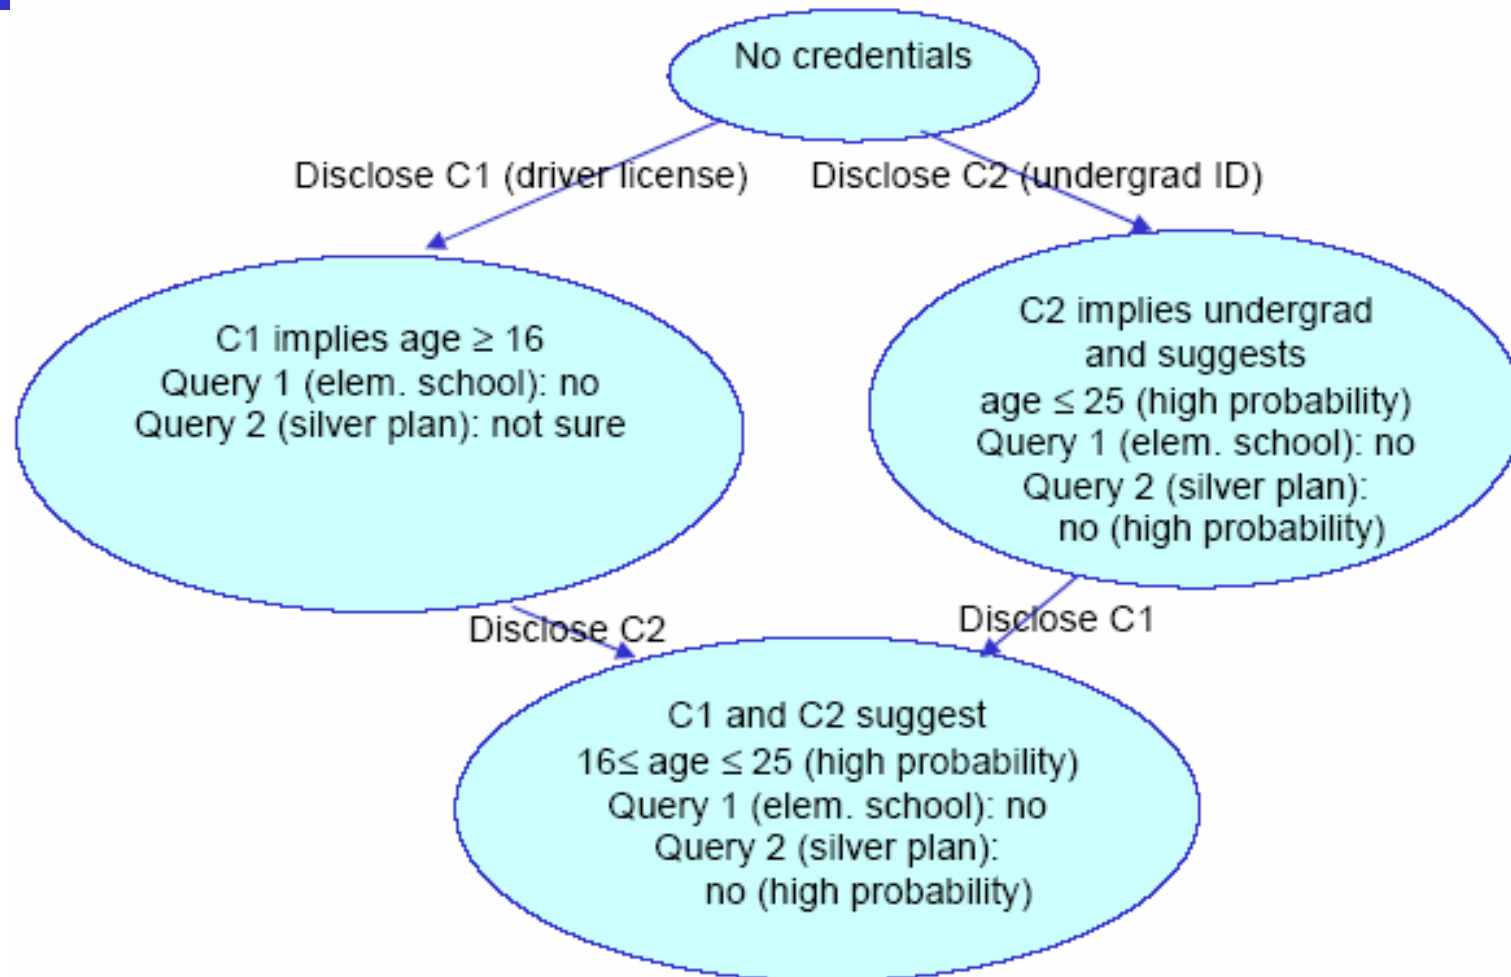 No credentials
Disclose C1 (driver license)
Disclose C2 (undergrad ID)
C1 implies age ≥ 16
Query 1 (elem. school): no
Query 2 (silver plan): not sure
C2 implies undergrad
and suggests
age ≤ 25 (high probability)
Query 1 (elem. school): no
Query 2 (silver plan):
no (high probability)
Disclose C2
Disclose C1
C1 and C2 suggest
16≤ age ≤ 25 (high probability)
Query 1 (elem. school): no
Query 2 (silver plan):
no (high probability)